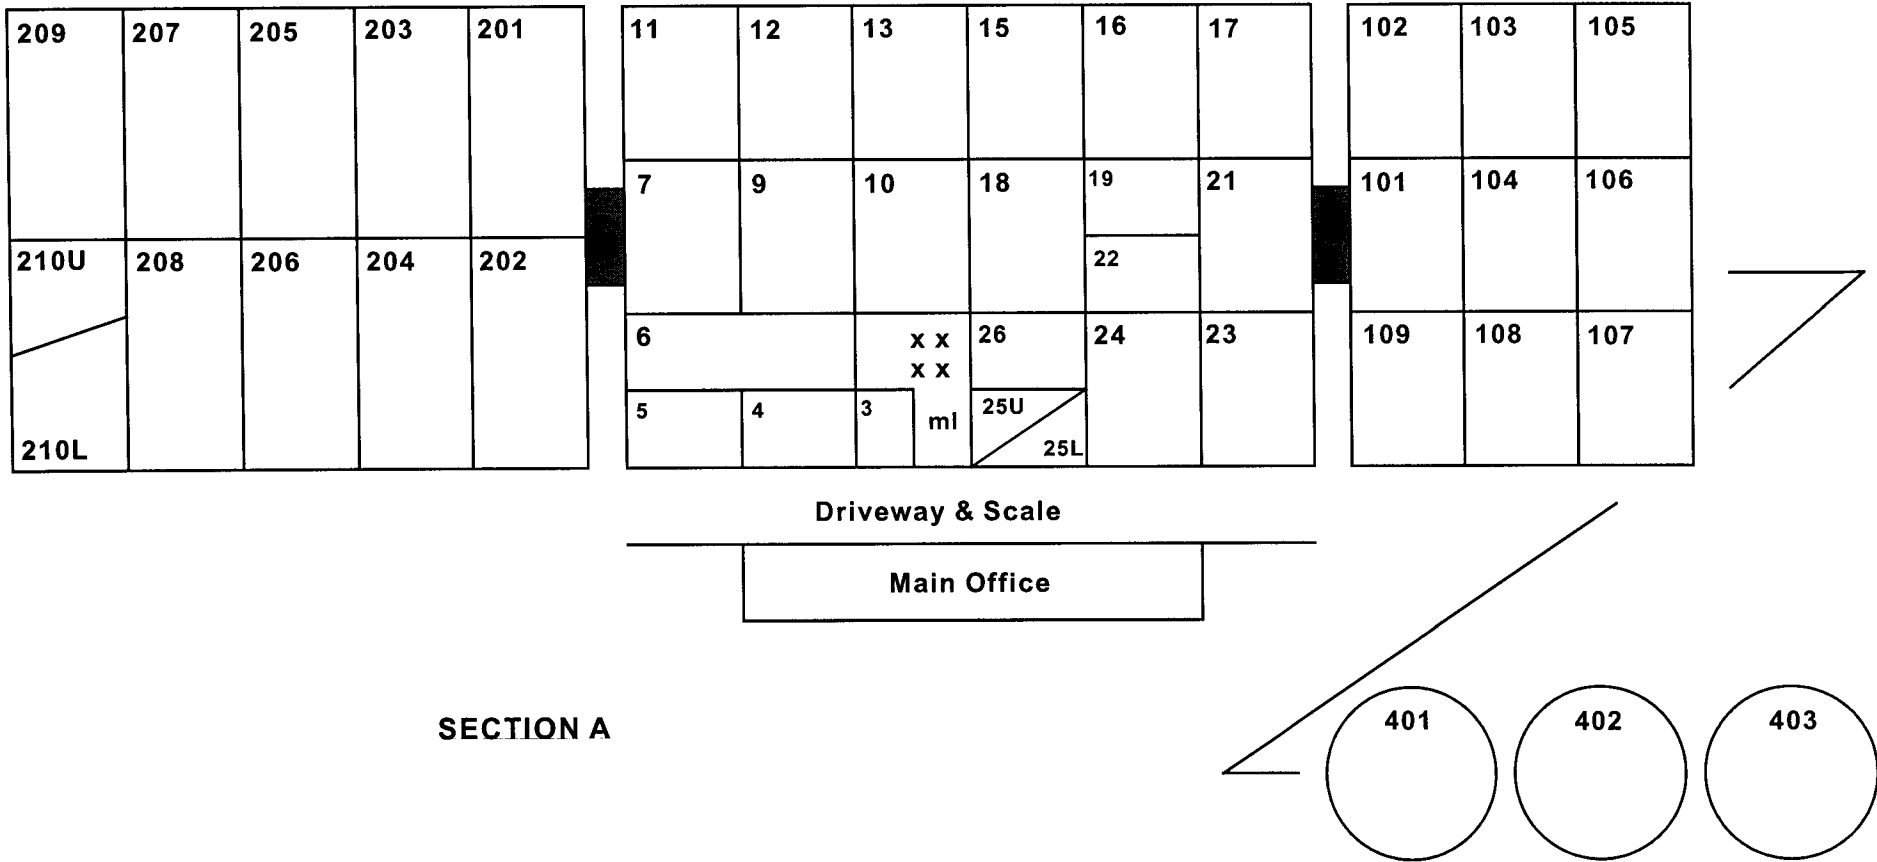 209 207 205 203 201 11 12 13 15 16 17 102 103 105
7 9 10 18 19 21 101 104 106
210U 208 206 204 202 22
6 x x 26 24 23 109 108 107
x x
5 4 3 ml 25U
210L 25L
Driveway & Scale
Main Office
SECTION A
401 402 403